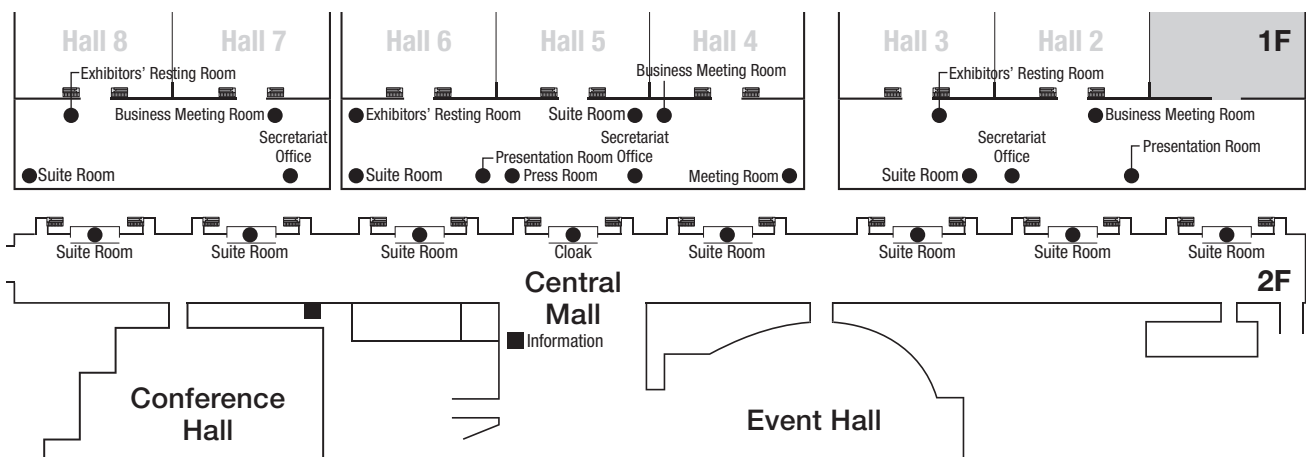 Hall 8
Hall 7
Hall 6
Hall 5
Hall 4
Hall 3
Hall 2
1F
Exhibitors' Resting Room
Business Meeting Room
Exhibitors' Resting Room
Business Meeting Room
Exhibitors' Resting Room
Suite Room
Business Meeting Room
Secretariat
Office
Suite Room
Presentation Room
Secretariat
Office
Suite Room
Press Room
Meeting Room
Secretariat
Office
Presentation Room
Suite Room
Suite Room
Suite Room
Suite Room
Cloak
Suite Room
Suite Room
Suite Room
Suite Room
Central
Mall
2F
Information
Conference
Hall
Event Hall